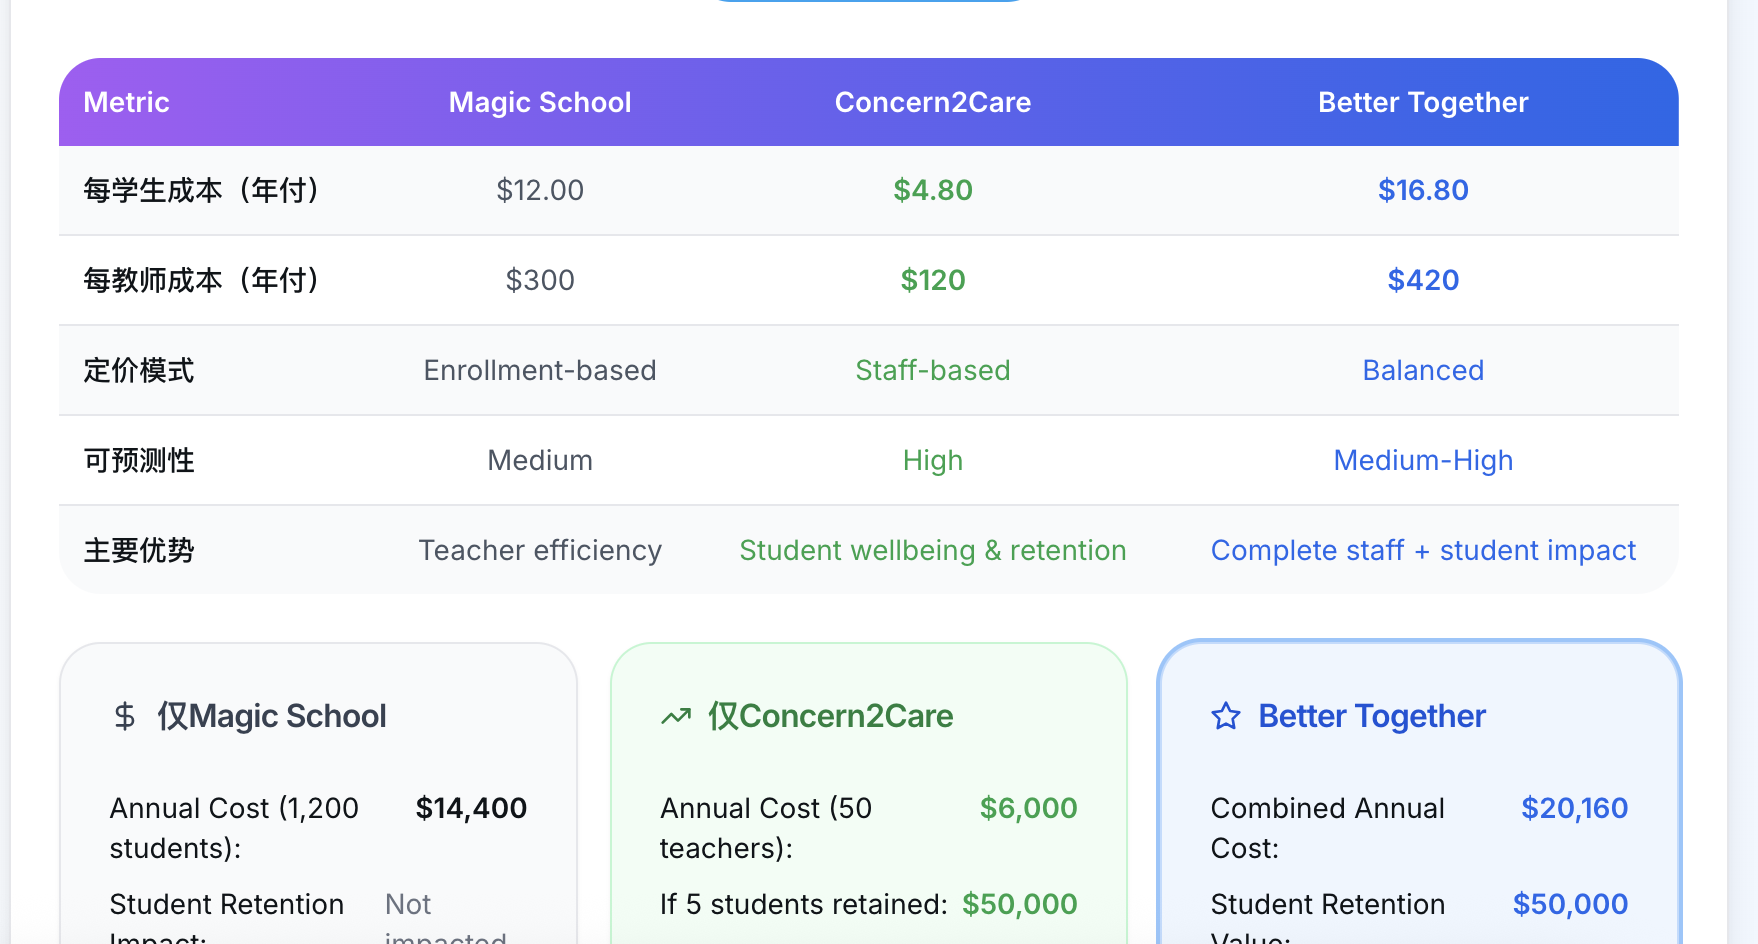 Metric Magic School Concern2Care Better Together
每学生成本（年付） $12.00 $4.80 $16.80
每教师成本（年付） $300 $120 $420
定价模式 Enrollment-based Staff-based Balanced
可预测性 Medium High Medium-High
主要优势 Teacher efficiency Student wellbeing & retention Complete staff + student impact
仅Magic School
Annual Cost (1,200 $14,400
students):
Student Retention Not
Impact: impacted
仅Concern2Care
Annual Cost (50 $6,000
teachers):
If 5 students retained: $50,000
Better Together
Combined Annual $20,160
Cost:
Student Retention $50,000
Value: